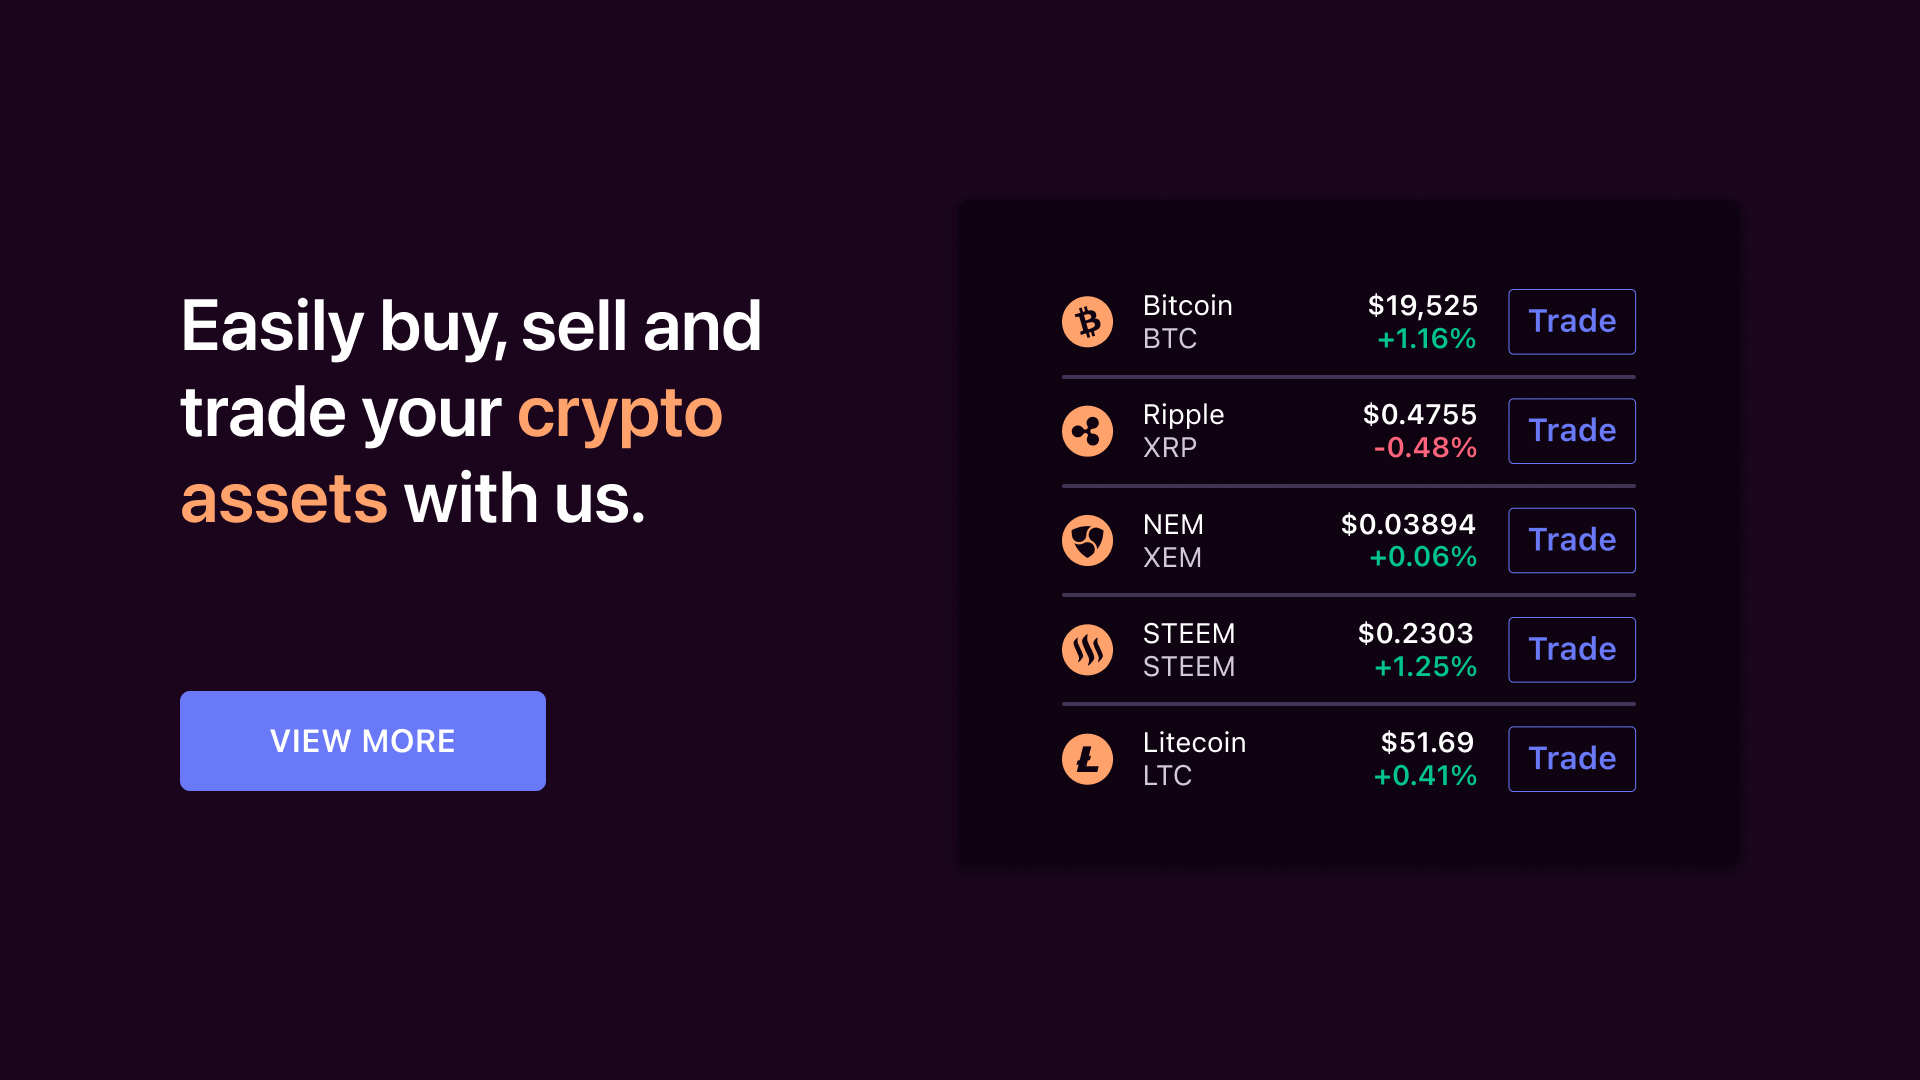 Easily buy, sell and
trade your crypto
assets with us.
VIEW MORE
Bitcoin $19,525 Trade
BTC +1.16%
Ripple $0.4755 Trade
XRP -0.48%
NEM $0.03894 Trade
XEM +0.06%
STEEM $0.2303 Trade
STEEM +1.25%
Litecoin $51.69 Trade
LTC +0.41%